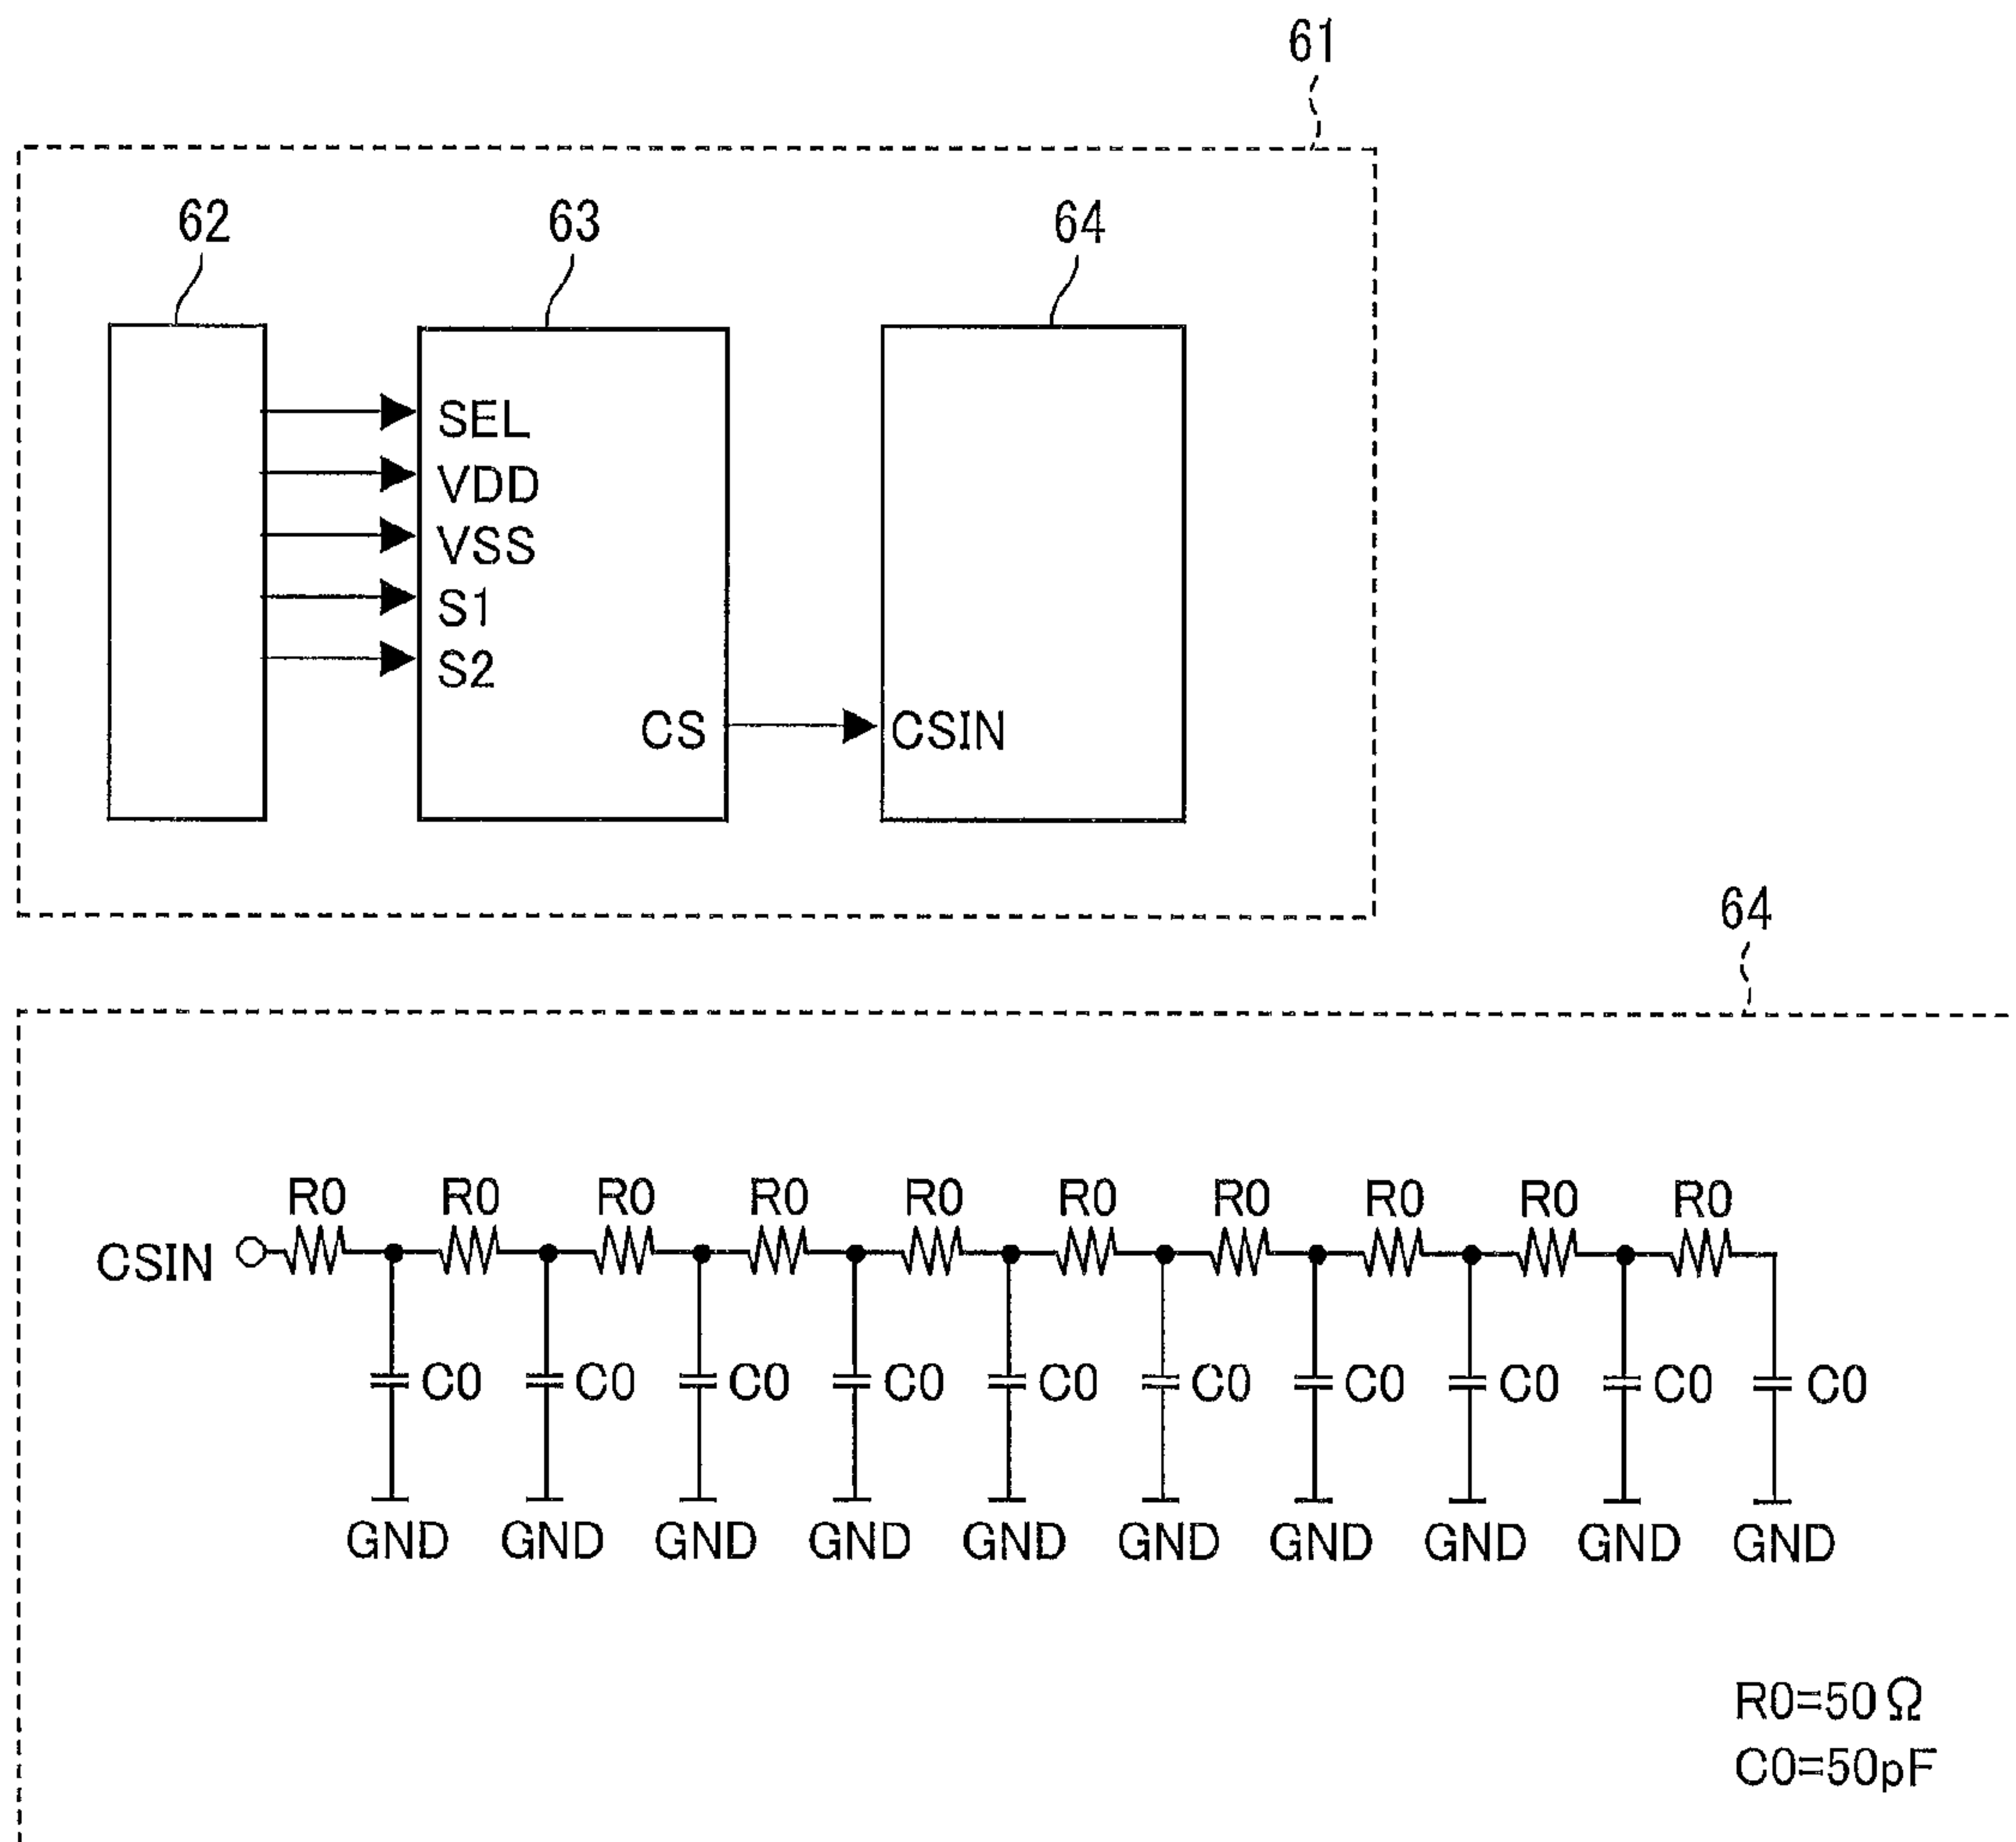 61
62 63 64
SEL
VDD
VSS
S1
S2
CS CSIN
64
R0 R0 R0 R0 R0 R0 R0 R0 R0 R0
CSIN
C0 C0 C0 C0 C0 C0 C0 C0 C0 C0
GND GND GND GND GND GND GND GND GND GND
R0=50Ω
C0=50pF